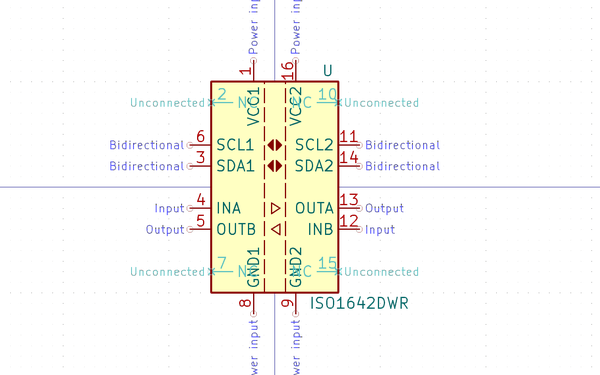 Power inp
Power inp
1
16
U
2
NC
VCC1
VCC2
NC
10
Unconnected
Unconnected
Bidirectional
6
SCL1
SCL2
11
Bidirectional
Bidirectional
3
SDA1
SDA2
14
Bidirectional
Input
4
INA
OUTA
13
Output
Output
5
OUTB
INB
12
Input
Unconnected
7
NC
GND1
GND2
NC
15
Unconnected
8
9
ISO1642DWR
wer input
wer input